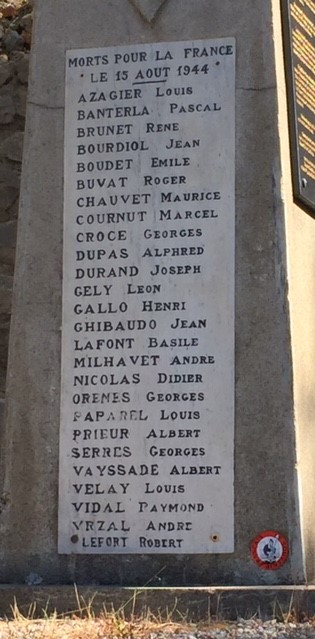 MORTS POUR LA FRANCE
• LE 15 AOUT 1944 •
AZAGIER LOUIS
BANTERLA PASCAL
BRUNET RENE
BOURDIOL JEAN
BOUDET EMILE
BUVAT ROGER
CHAUVET MAURICE
COURNUT MARCEL
CROCE GEORGES
DUPAS ALPHRED
DURAND JOSEPH
GELY LEON
GALLO HENRI
GHIBAUDO JEAN
LAFONT BASILE
MILHAVET ANDRE
NICOLAS DIDIER
ORENES GEORGES
PAPAREL LOUIS
PRIEUR ALBERT
SERRES GEORGES
VAYSSADE ALBERT
VELAY LOUIS
VIDAL PAYMOND
VRZAL ANDRE
LEFORT ROBERT